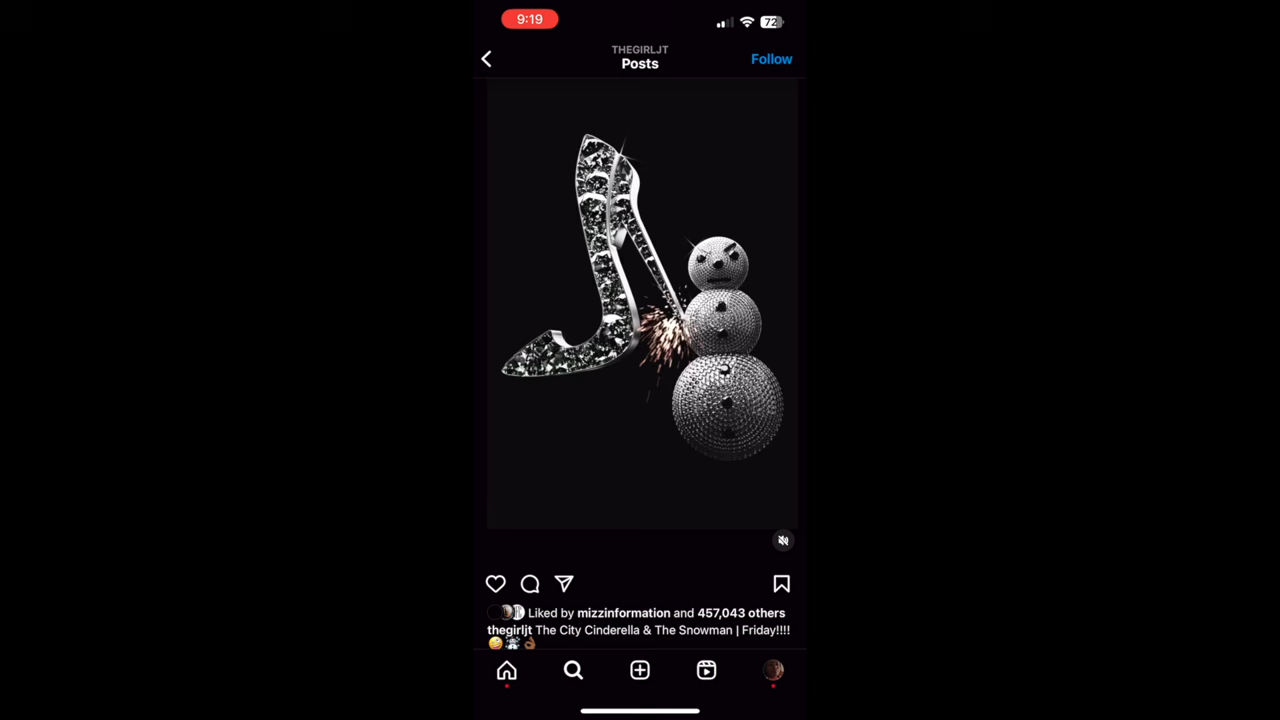 9:19
72
THEGIRLJT
Posts
Follow
Liked by mizzinformation and 457,043 others
thegirljt The City Cinderella & The Snowman | Friday!!!!
🤪☃️👌🏾